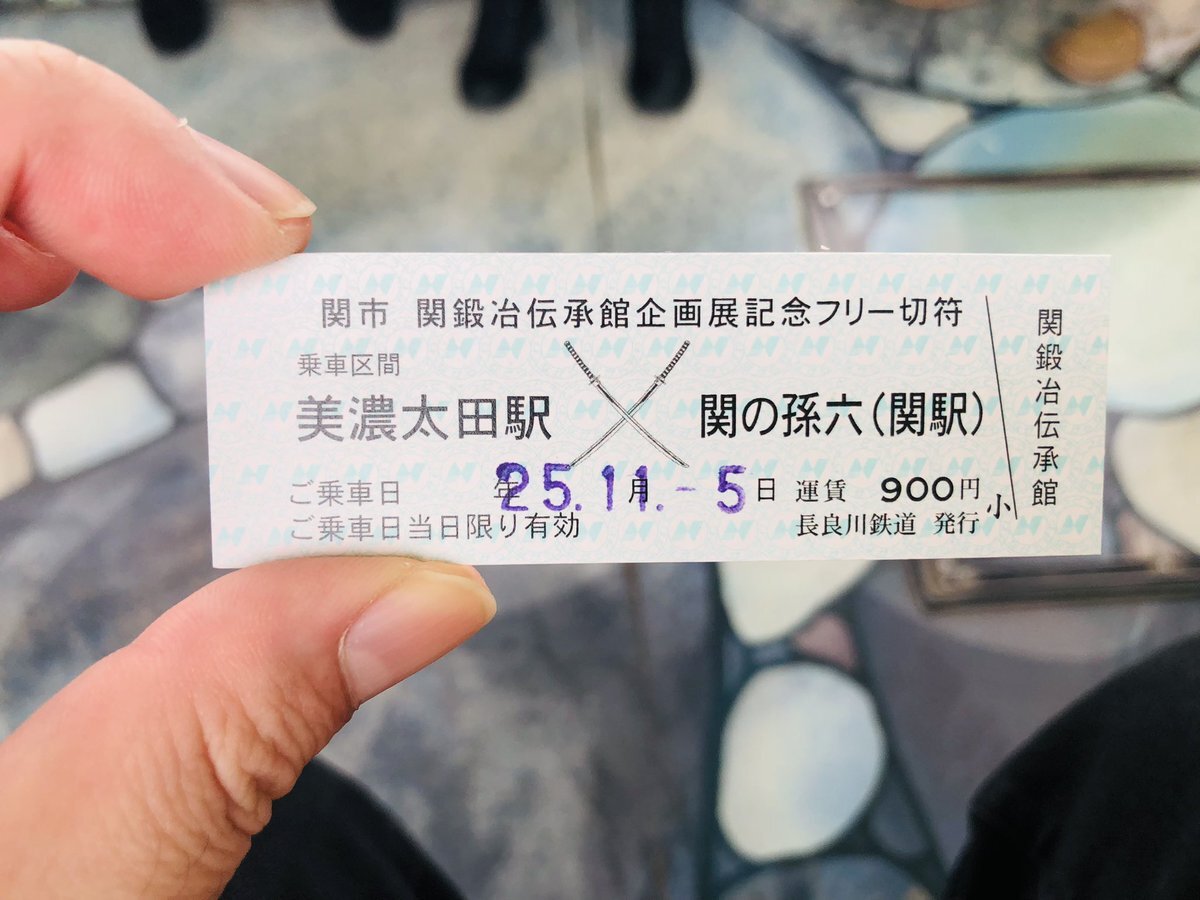 関市 関鍛冶伝承館企画展記念フリー切符
乗車区間
美濃太田駅 関の孫六(関駅)
ご乗車日 年 月 日
25.11.-5
ご乗車日当日限り有効
運賃 900円
長良川鉄道 発行
小
関鍛冶伝承館